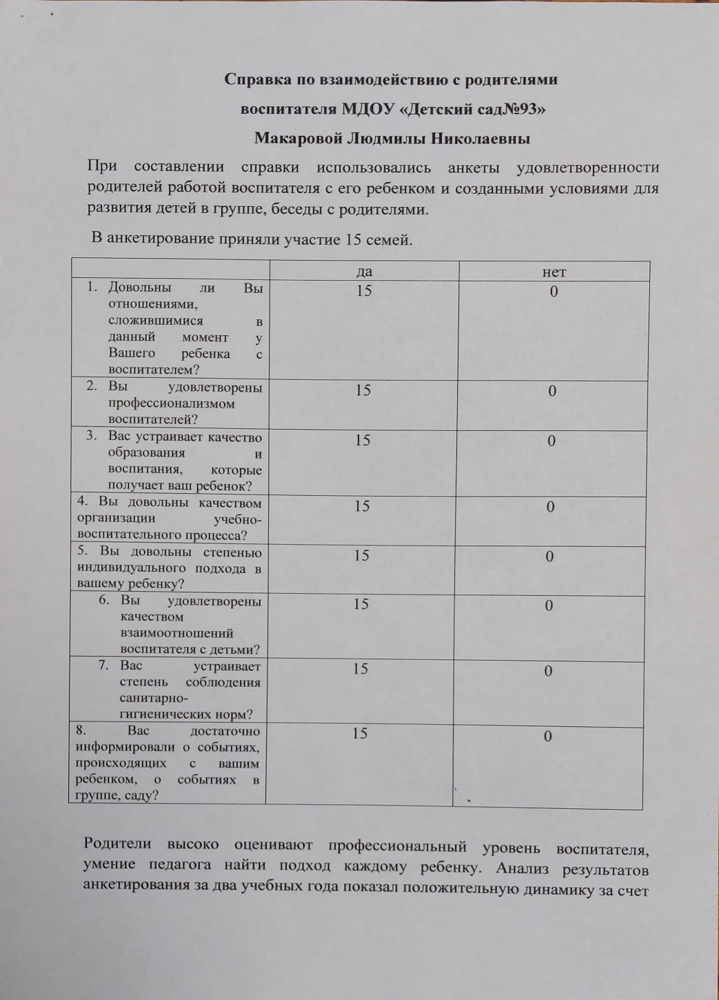 Справка по взаимодействию с родителями
воспитателя МДОУ «Детский сад№93»
Макаровой Людмилы Николаевны
При составлении справки использовались анкеты удовлетворенности
родителей работой воспитателя с его ребенком и созданными условиями для
развития детей в группе, беседы с родителями.
В анкетирование приняли участие 15 семей.
да нет
1. Довольны ли Вы 15 0
отношениями,
сложившимися в
данный момент у
Вашего ребенка с
воспитателем?
2. Вы удовлетворены 15 0
профессионализмом
воспитателей?
3. Вас устраивает качество 15 0
образования и
воспитания, которые
получает ваш ребенок?
4. Вы довольны качеством 15 0
организации учебно-
воспитательного процесса?
5. Вы довольны степенью 15 0
индивидуального подхода в
вашему ребенку?
6. Вы удовлетворены 15 0
качеством
взаимоотношений
воспитателя с детьми?
7. Вас устраивает 15 0
степень соблюдения
санитарно-
гигиенических норм?
8. Вас достаточно 15 0
информировали о событиях,
происходящих с вашим
ребенком, о событиях в
группе, саду?
Родители высоко оценивают профессиональный уровень воспитателя,
умение педагога найти подход каждому ребенку. Анализ результатов
анкетирования за два учебных года показал положительную динамику за счет